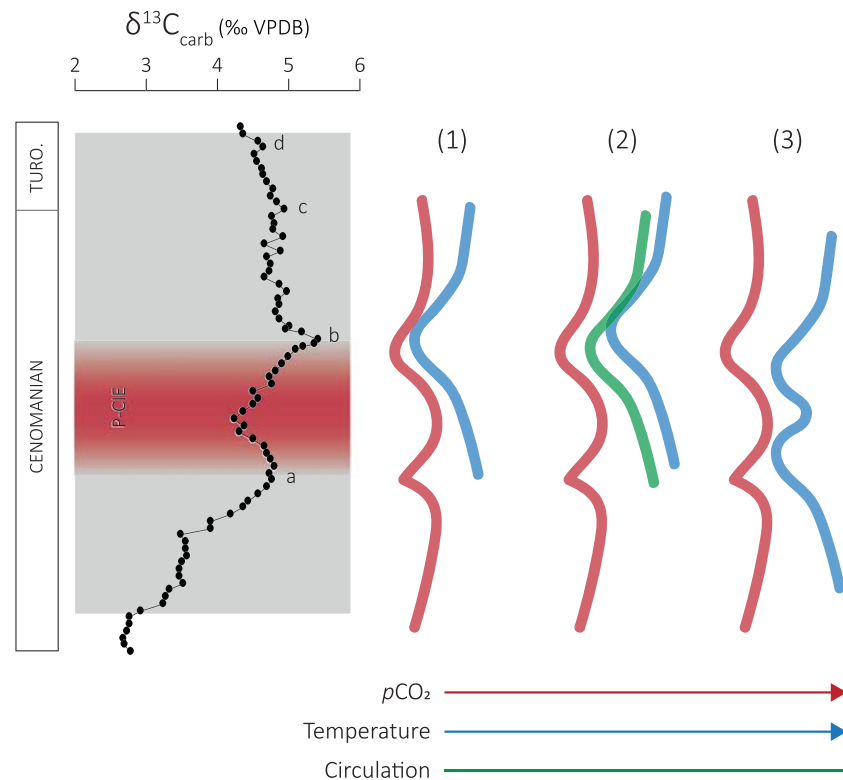 δ¹³Ccarb (‰ VPDB)
2 3 4 5 6
TURO.
CENOMANIAN
P-CIE
d
c
b
a
(1) (2) (3)
pCO₂
Temperature
Circulation